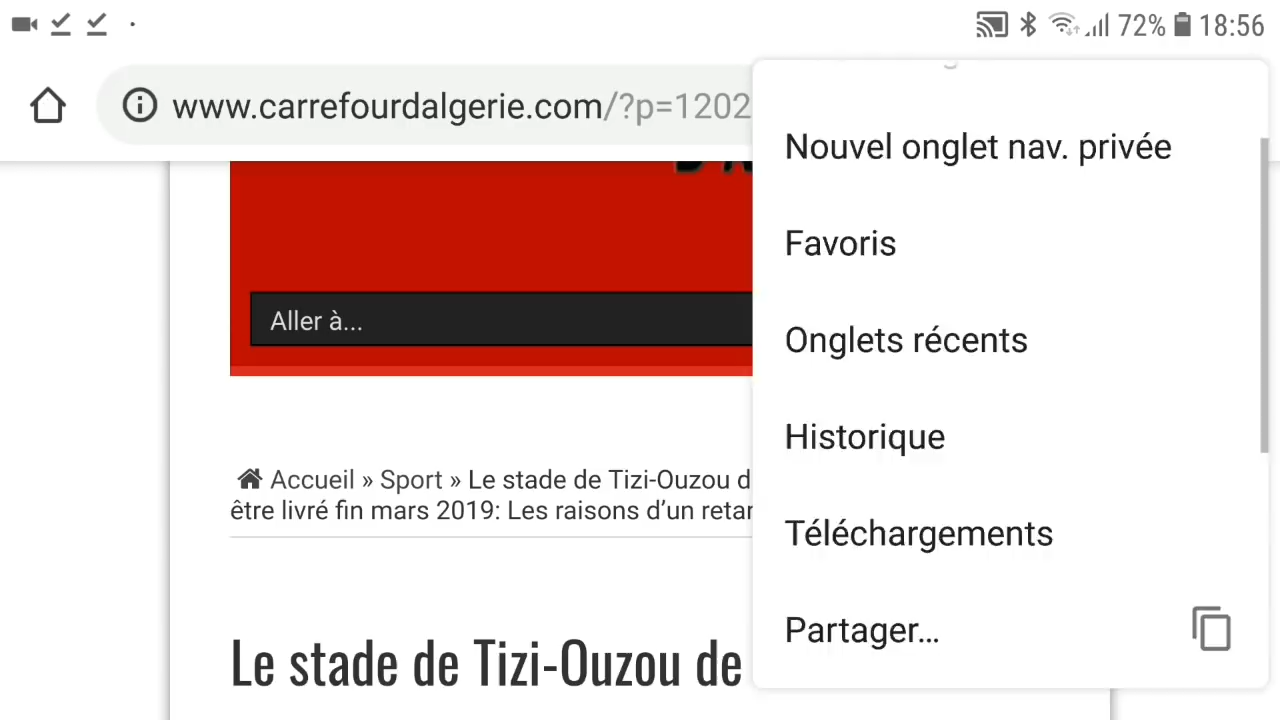 72% 18:56
www.carrefourdalgerie.com/?p=1202
Nouvel onglet nav. privée
Favoris
Onglets récents
Historique
Téléchargements
Partager...
Aller à...
Accueil » Sport » Le stade de Tizi-Ouzou d
être livré fin mars 2019: Les raisons d’un retar
Le stade de Tizi-Ouzou de